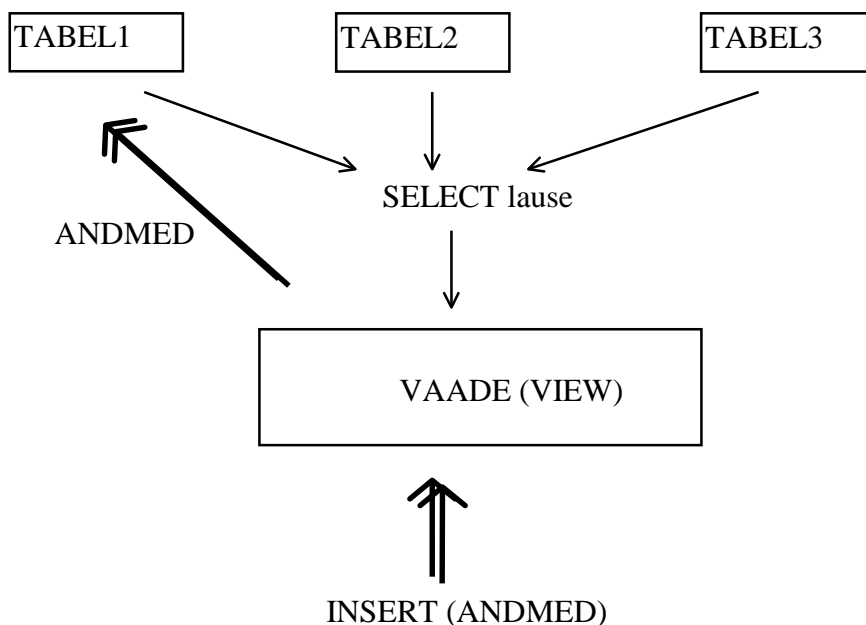 TABEL1
TABEL2
TABEL3
SELECT lause
ANDMED
VAADE (VIEW)
INSERT (ANDMED)